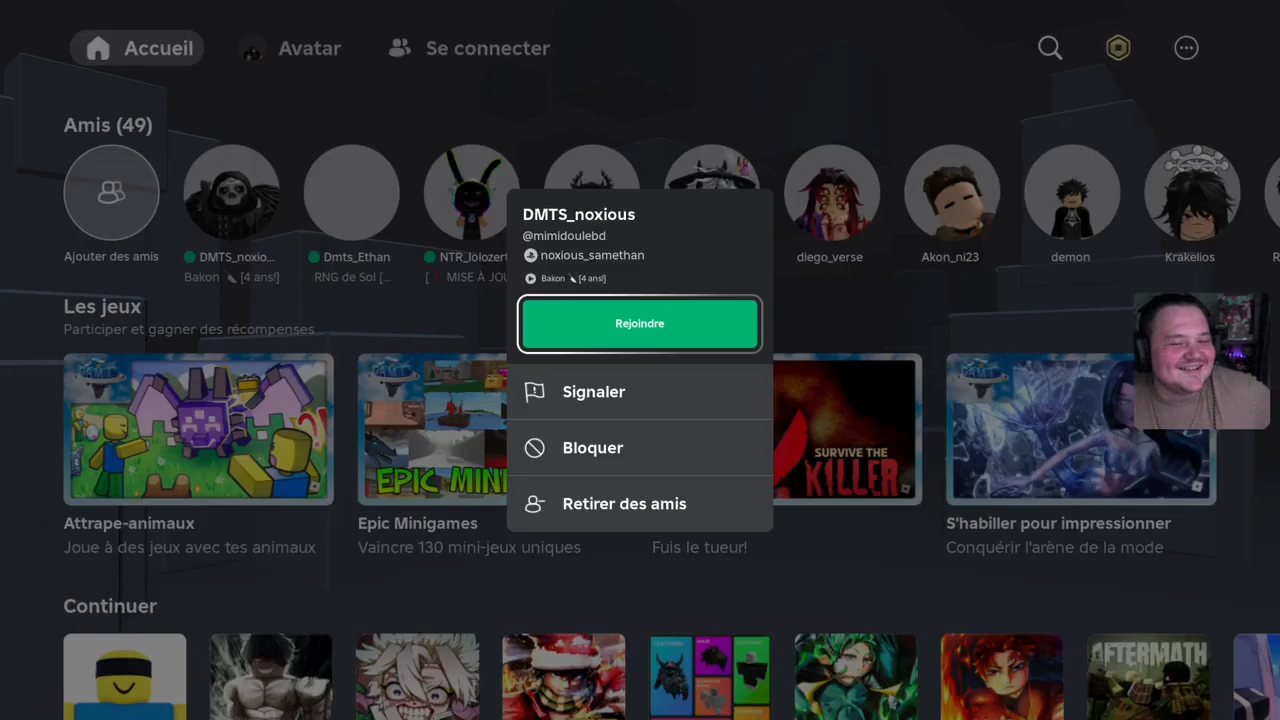 Accueil
Avatar
Se connecter
Amis (49)
Ajouter des amis
DMTS_noxio...
Dmts_Ethan
NTR_lolozert
diego_verse
Akon_ni23
demon
Krakélios
Bakon 🔪 [4 ans!]
RNG de Sol [...
MISE À JOU
DMTS_noxious
@mimidoulebd
noxious_samethan
Bakon 🔪 [4 ans!]
Rejoindre
Signaler
Bloquer
Retirer des amis
Les jeux
Participer et gagner des récompenses
EPIC MINI
SURVIVE THE
KILLER
Attrape-animaux
Joue à des jeux avec tes animaux
Epic Minigames
Vaincre 130 mini-jeux uniques
Fuis le tueur!
S'habiller pour impressionner
Conquérir l'arène de la mode
Continuer
AFTERMATH